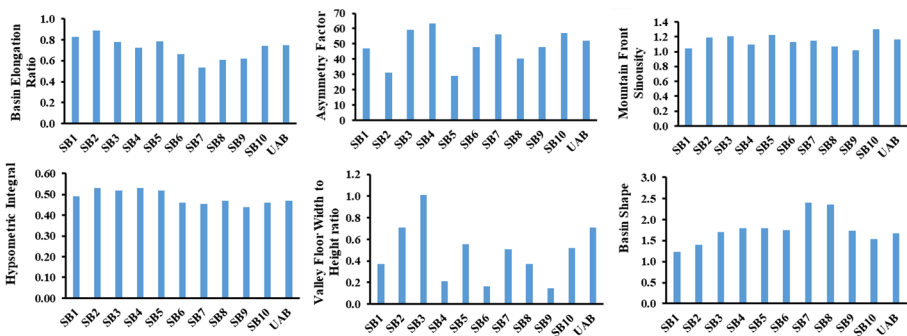 Basin Elongation
Ratio
1.0
0.8
0.6
0.4
0.2
0.0
SB1 SB2 SB3 SB4 SB5 SB6 SB7 SB8 SB9 SB10 UAB
Asymmetry Factor
70
60
50
40
30
20
10
0
SB1 SB2 SB3 SB4 SB5 SB6 SB7 SB8 SB9 SB10 UAB
Mountain Front
Sinousity
1.4
1.2
1.0
0.8
0.6
0.4
0.2
0.0
SB1 SB2 SB3 SB4 SB5 SB6 SB7 SB8 SB9 SB10 UAB
Hypsometric Integral
0.60
0.50
0.40
0.30
0.20
0.10
0.00
SB1 SB2 SB3 SB4 SB5 SB6 SB7 SB8 SB9 SB10 UAB
Valley Floor Width to
Height ratio
1.2
1.0
0.8
0.6
0.4
0.2
0.0
SB1 SB2 SB3 SB4 SB5 SB6 SB7 SB8 SB9 SB10 UAB
Basin Shape
3.0
2.5
2.0
1.5
1.0
0.5
0.0
SB1 SB2 SB3 SB4 SB5 SB6 SB7 SB8 SB9 SB10 UAB